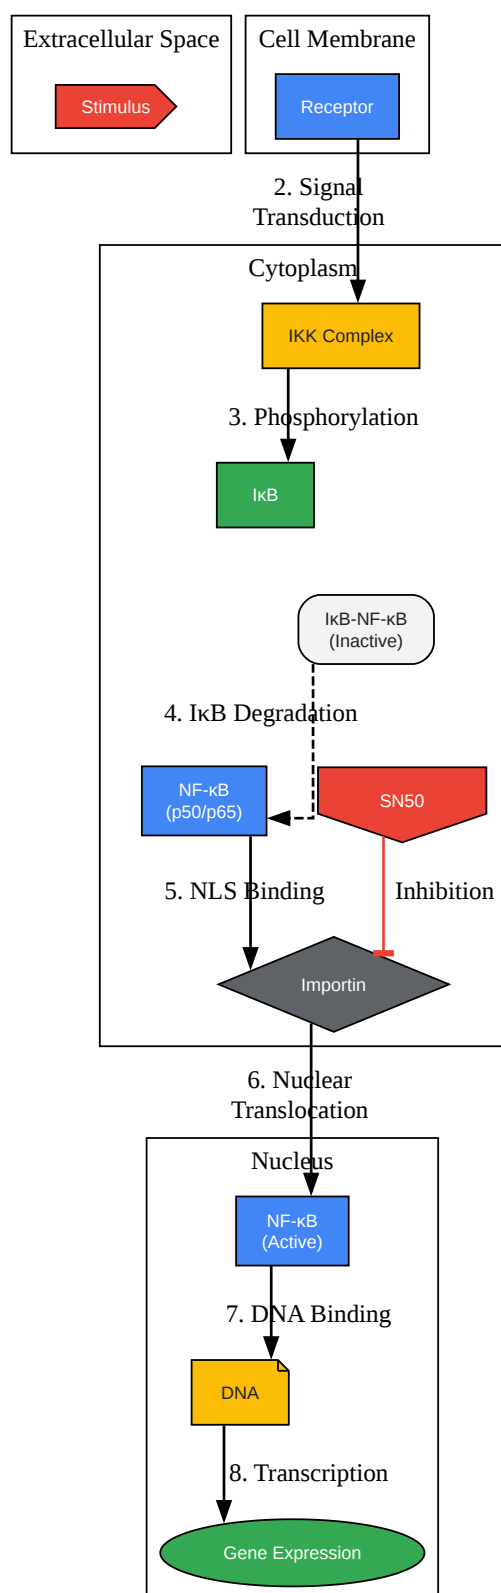 Extracellular Space
Cell Membrane
Stimulus
Receptor
2. Signal
Transduction
Cytoplasm
IKK Complex
3. Phosphorylation
IκB
IκB-NF-κB
(Inactive)
4. IκB Degradation
NF-κB
(p50/p65)
SN50
5. NLS Binding
Inhibition
Importin
6. Nuclear
Translocation
Nucleus
NF-κB
(Active)
7. DNA Binding
DNA
8. Transcription
Gene Expression